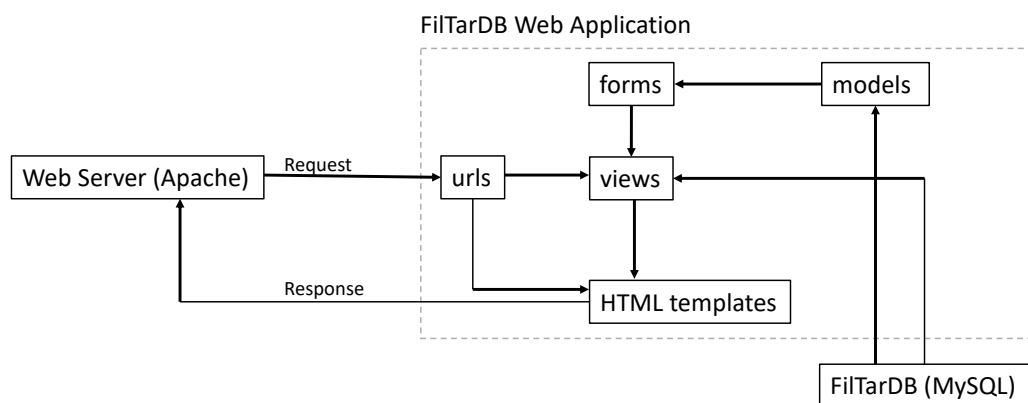 FilTarDB Web Application
forms
models
Web Server (Apache)
Request
urls
views
Response
HTML templates
FilTarDB (MySQL)